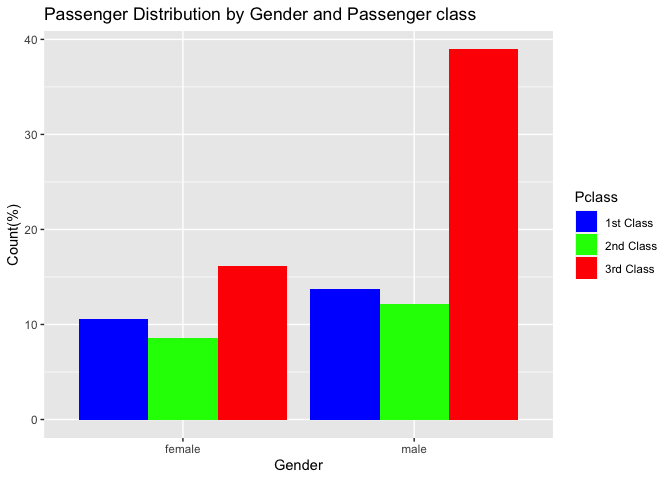 Passenger Distribution by Gender and Passenger class
Count(%)
40
30
20
10
0
female
male
Gender
Pclass
1st Class
2nd Class
3rd Class